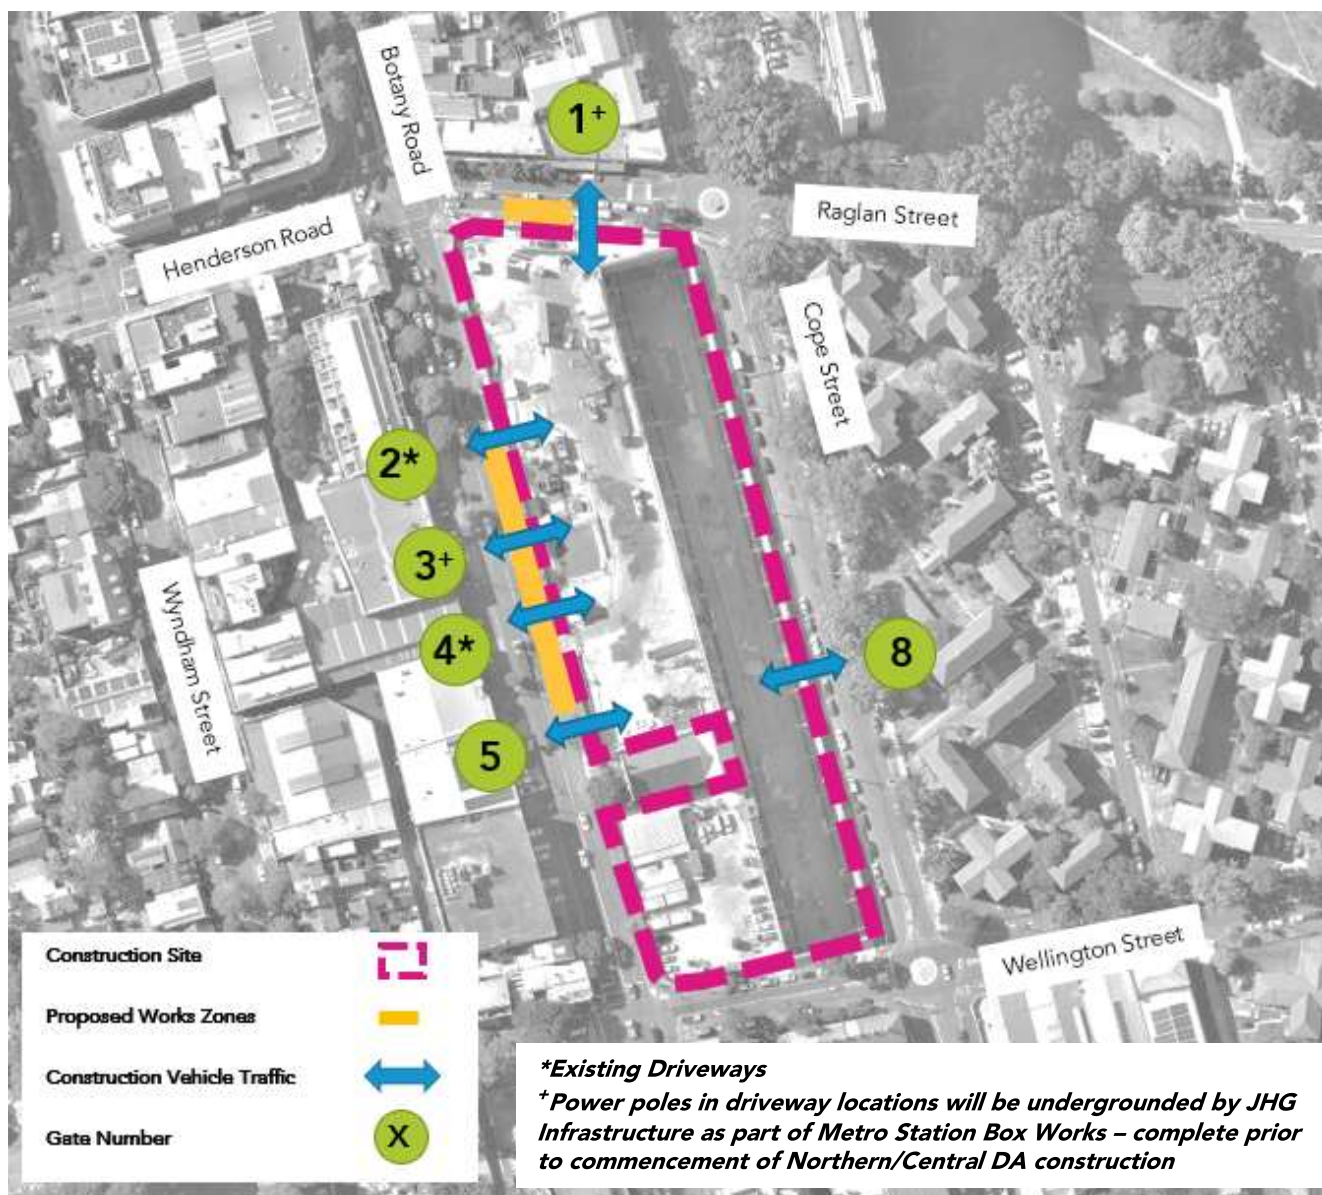 Botany Road
1+
Raglan Street
Henderson Road
Cope Street
2*
3+
Wyndham Street
4*
8
5
Wellington Street
Construction Site
Proposed Works Zones
Construction Vehicle Traffic
Gate Number
X
*Existing Driveways
+Power poles in driveway locations will be undergrounded by JHG
Infrastructure as part of Metro Station Box Works – complete prior
to commencement of Northern/Central DA construction